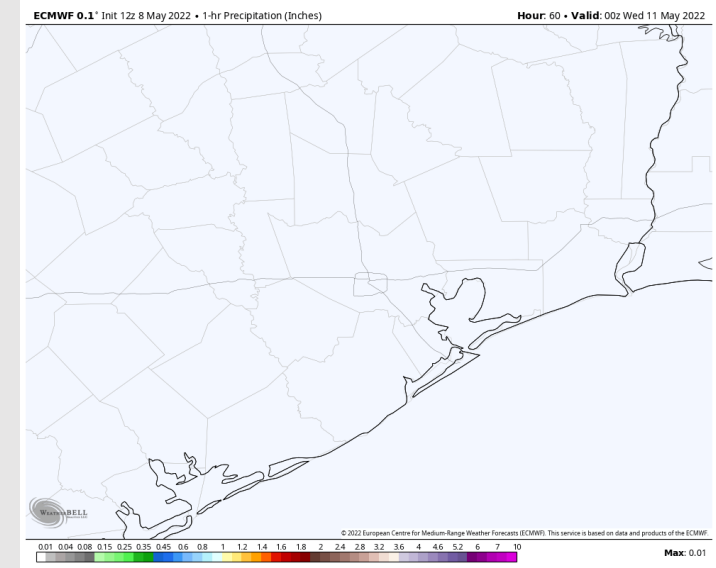 ECMWF 0.1° Init 12z 8 May 2022 • 1-hr Precipitation (Inches)
Hour: 60 • Valid: 00z Wed 11 May 2022
WeatherBELL
© 2022 European Centre for Medium-Range Weather Forecasts (ECMWF). This service is based on data and products of the ECMWF.
0.01 0.04 0.08 0.15 0.25 0.35 0.45 0.6 0.8 1 1.2 1.4 1.6 1.8 2 2.4 2.8 3.2 3.6 4 4.6 5.2 6 7 10
Max: 0.01